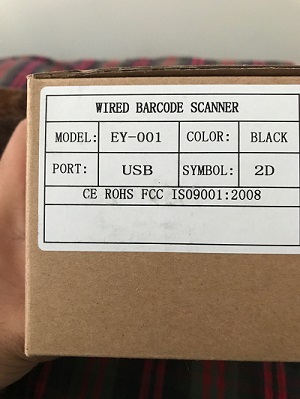 WIRED BARCODE SCANNER
MODEL: EY-001 COLOR: BLACK
PORT: USB SYMBOL: 2D
CE ROHS FCC ISO9001:2008